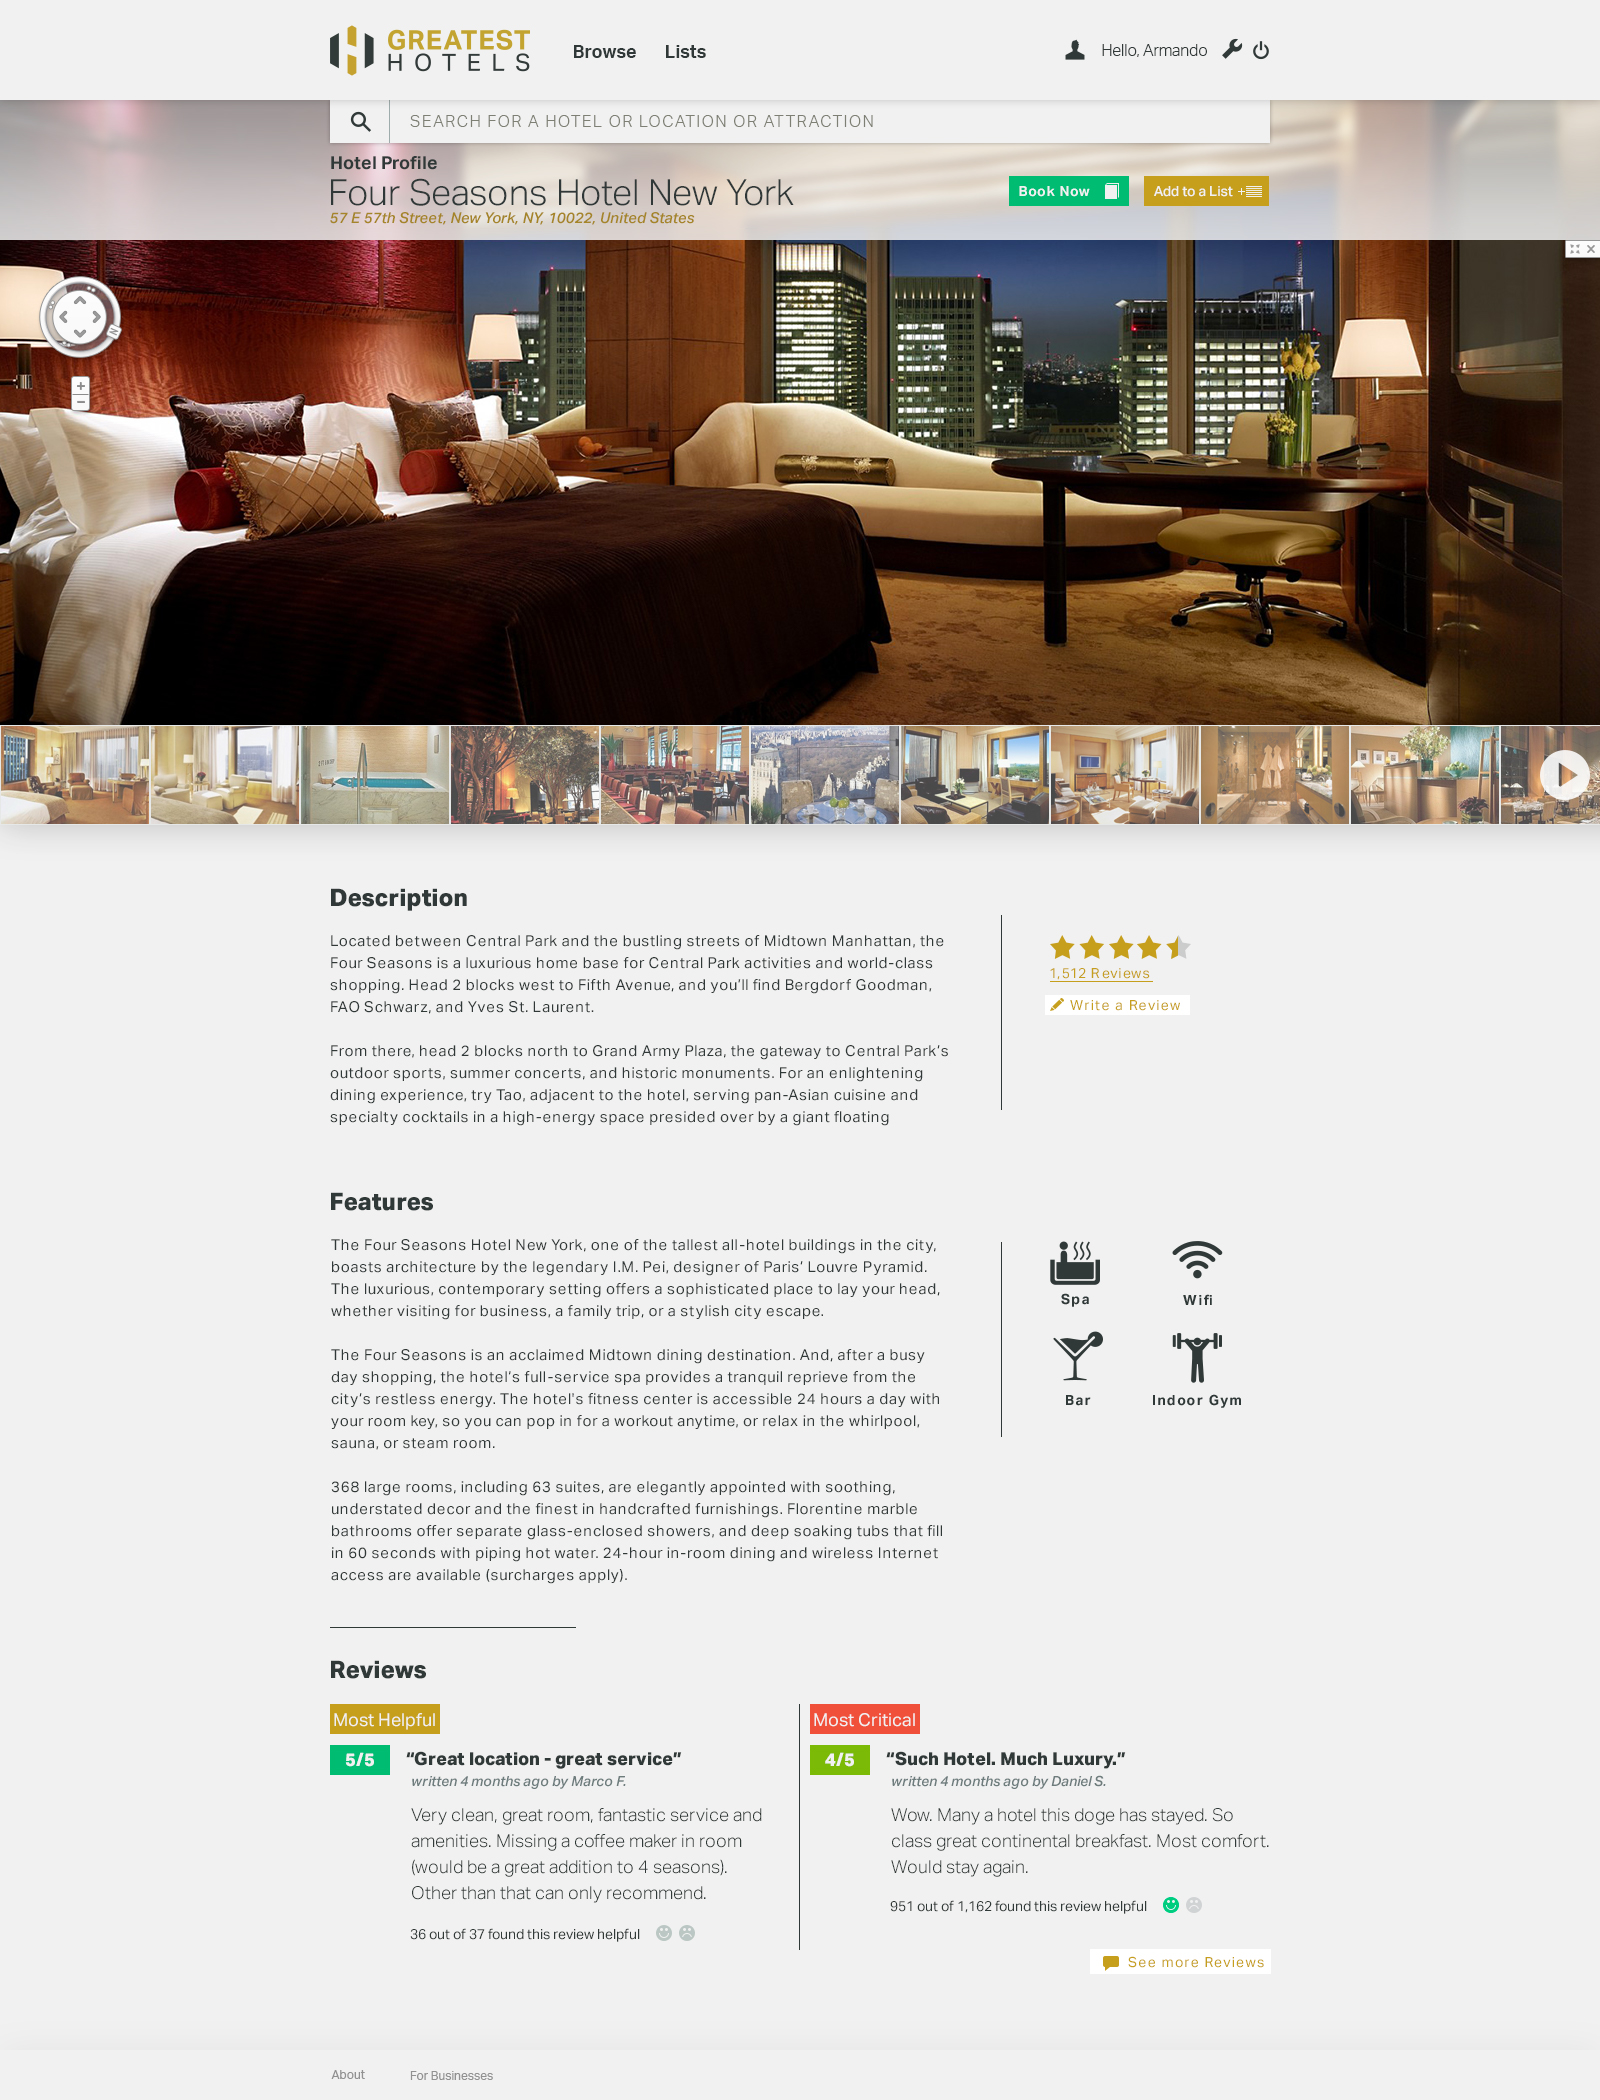 GREATEST
HOTELS
Browse
Lists
Hello, Armando
SEARCH FOR A HOTEL OR LOCATION OR ATTRACTION
Hotel Profile
Four Seasons Hotel New York
57 E 57th Street, New York, NY, 10022, United States
Book Now
Add to a List +
N
Description
Located between Central Park and the bustling streets of Midtown Manhattan, the
Four Seasons is a luxurious home base for Central Park activities and world-class
shopping. Head 2 blocks west to Fifth Avenue, and you’ll find Bergdorf Goodman,
FAO Schwarz, and Yves St. Laurent.
From there, head 2 blocks north to Grand Army Plaza, the gateway to Central Park’s
outdoor sports, summer concerts, and historic monuments. For an enlightening
dining experience, try Tao, adjacent to the hotel, serving pan-Asian cuisine and
specialty cocktails in a high-energy space presided over by a giant floating
1,512 Reviews
Write a Review
Features
The Four Seasons Hotel New York, one of the tallest all-hotel buildings in the city,
boasts architecture by the legendary I.M. Pei, designer of Paris’ Louvre Pyramid.
The luxurious, contemporary setting offers a sophisticated place to lay your head,
whether visiting for business, a family trip, or a stylish city escape.
The Four Seasons is an acclaimed Midtown dining destination. And, after a busy
day shopping, the hotel’s full-service spa provides a tranquil reprieve from the
city’s restless energy. The hotel's fitness center is accessible 24 hours a day with
your room key, so you can pop in for a workout anytime, or relax in the whirlpool,
sauna, or steam room.
368 large rooms, including 63 suites, are elegantly appointed with soothing,
understated decor and the finest in handcrafted furnishings. Florentine marble
bathrooms offer separate glass-enclosed showers, and deep soaking tubs that fill
in 60 seconds with piping hot water. 24-hour in-room dining and wireless Internet
access are available (surcharges apply).
Spa
Wifi
Bar
Indoor Gym
Reviews
Most Helpful
5/5
“Great location - great service”
written 4 months ago by Marco F.
Very clean, great room, fantastic service and
amenities. Missing a coffee maker in room
(would be a great addition to 4 seasons).
Other than that can only recommend.
36 out of 37 found this review helpful
Most Critical
4/5
“Such Hotel. Much Luxury.”
written 4 months ago by Daniel S.
Wow. Many a hotel this doge has stayed. So
class great continental breakfast. Most comfort.
Would stay again.
951 out of 1,162 found this review helpful
See more Reviews
About
For Businesses